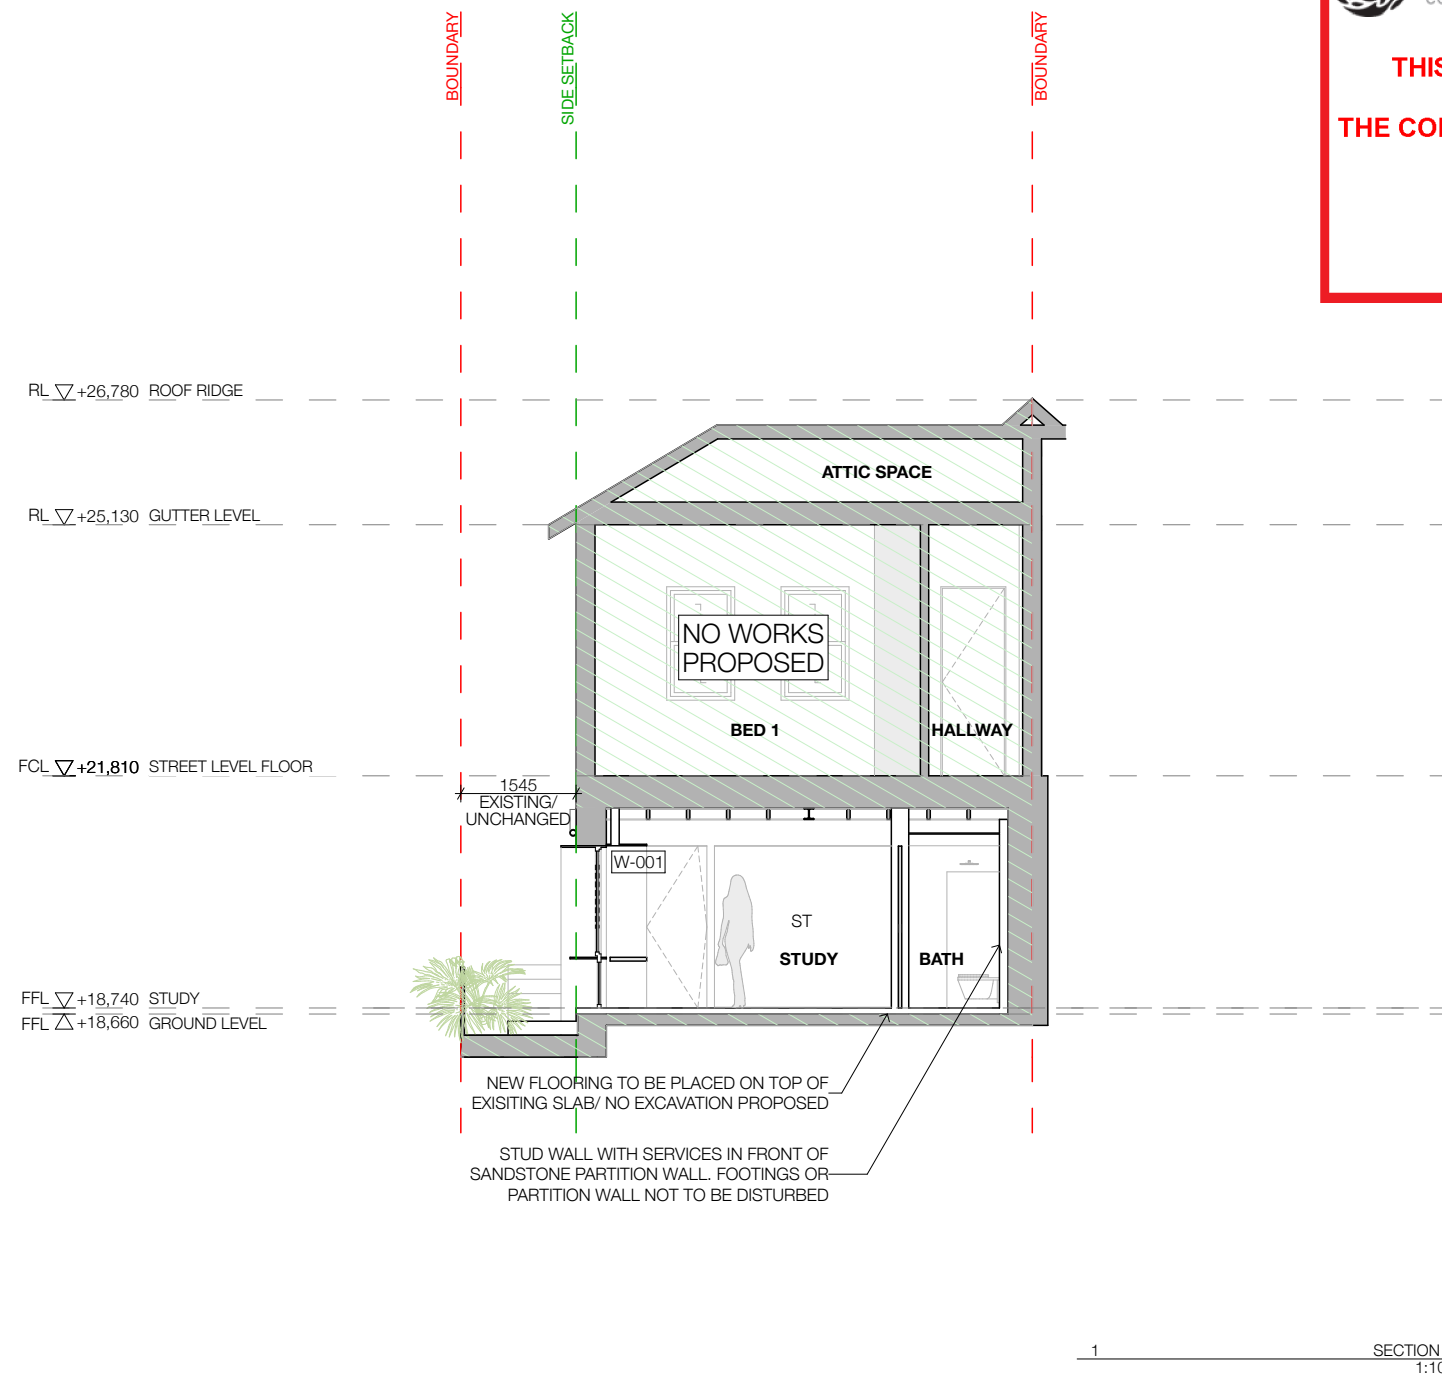 BOUNDARY
SIDE SETBACK
BOUNDARY
THIS
RL +26,780 ROOF RIDGE
ATTIC SPACE
RL +25,130 GUTTER LEVEL
NO WORKS
PROPOSED
BED 1
HALLWAY
FCL +21,810 STREET LEVEL FLOOR
1545
EXISTING/
UNCHANGED
W-001
ST
STUDY
BATH
FFL +18,740 STUDY
FFL +18,660 GROUND LEVEL
NEW FLOORING TO BE PLACED ON TOP OF
EXISITING SLAB/ NO EXCAVATION PROPOSED
STUD WALL WITH SERVICES IN FRONT OF
SANDSTONE PARTITION WALL. FOOTINGS OR
PARTITION WALL NOT TO BE DISTURBED
THE
1 SECTION